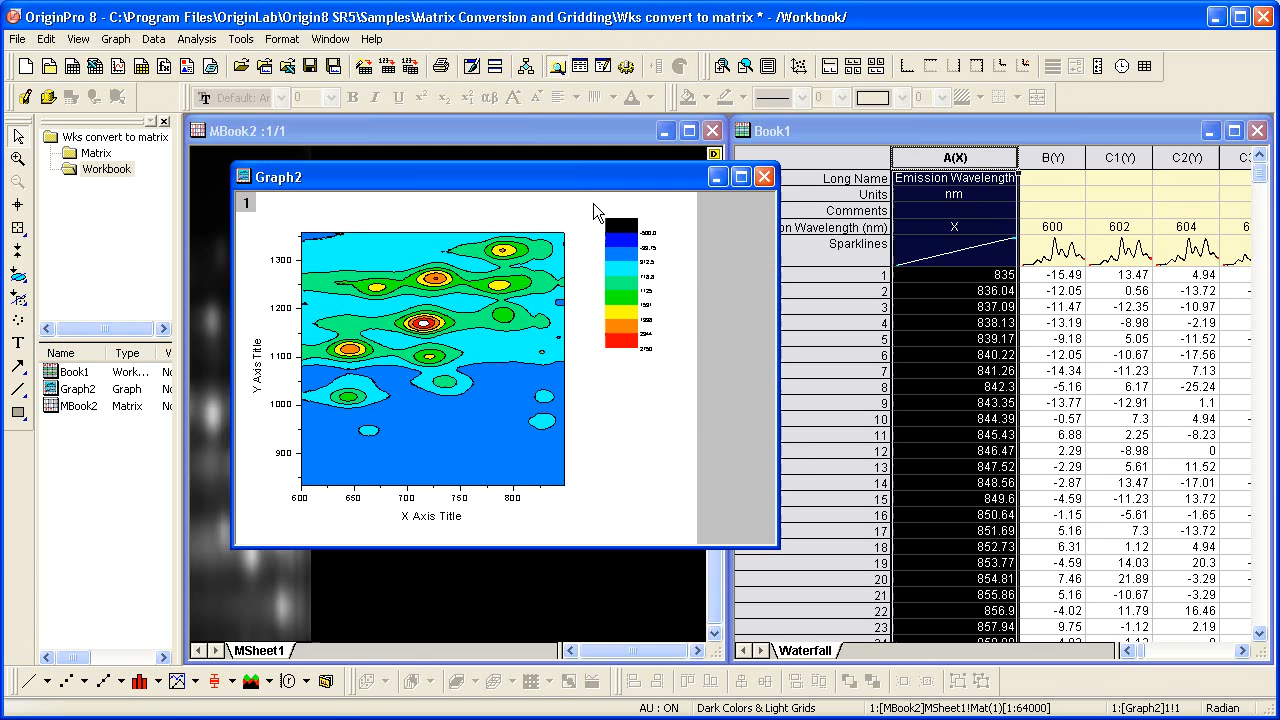 OriginPro 8 - C:\Program Files\OriginLab\Origin8 SR5\Samples\Matrix Conversion and Gridding\Wks convert to matrix * - /Workbook/
File Edit View Graph Data Analysis Tools Format Window Help
Default: Ar 0 B I U x² x₂ αβ A A A 0 0
Wks convert to matrix
Matrix
Workbook
Name Type
Book1 Work... No
Graph2 Graph No
MBook2 Matrix No
MBook2 :1/1
D
Graph2
1
1300
1200
1100
1000
900
600 650 700 750 800
X Axis Title
Y Axis Title
MSheet1
Book1
A(X) B(Y) C1(Y) C2(Y)
Long Name Emission Wavelength
Units nm
Comments
n Wavelength (nm) X 600 602 604 6
Sparklines
1 835 -15.49 13.47 4.94
2 836.04 -12.05 0.56 -13.72
3 837.09 -11.47 -12.35 -10.97
4 838.13 -13.19 -8.98 -2.19
5 839.17 -9.18 5.05 -11.52
6 840.22 -12.05 -10.67 -17.56
7 841.26 -14.34 -11.23 7.13
8 842.3 -5.16 6.17 -25.24
9 843.35 -13.77 -12.91 1.1
10 844.39 -0.57 7.3 4.94
11 845.43 6.88 2.25 -8.23
12 846.47 2.29 -8.98 0
13 847.52 -2.29 5.61 11.52
14 848.56 -2.87 13.47 -17.01
15 849.6 -4.59 -11.23 13.72
16 850.64 -1.15 -5.61 -1.65
17 851.69 5.16 7.3 -13.72
18 852.73 6.31 1.12 4.94
19 853.77 -4.59 14.03 20.3
20 854.81 7.46 21.89 -3.29
21 855.86 5.16 -10.67 -3.29
22 856.9 -4.02 11.79 16.46
23 857.94 9.75 -1.12 2.19
Waterfall
AU : ON Dark Colors & Light Grids 1:[MBook2]MSheet1!Mat(1)[1:64000] 1:[Graph2]1!1 Radian